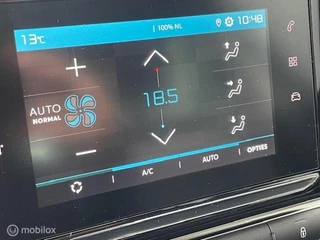 13°C
100% NL
10:48
AUTO
NORMAL
18.5
A/C
AUTO
OPTIES
© mobilox